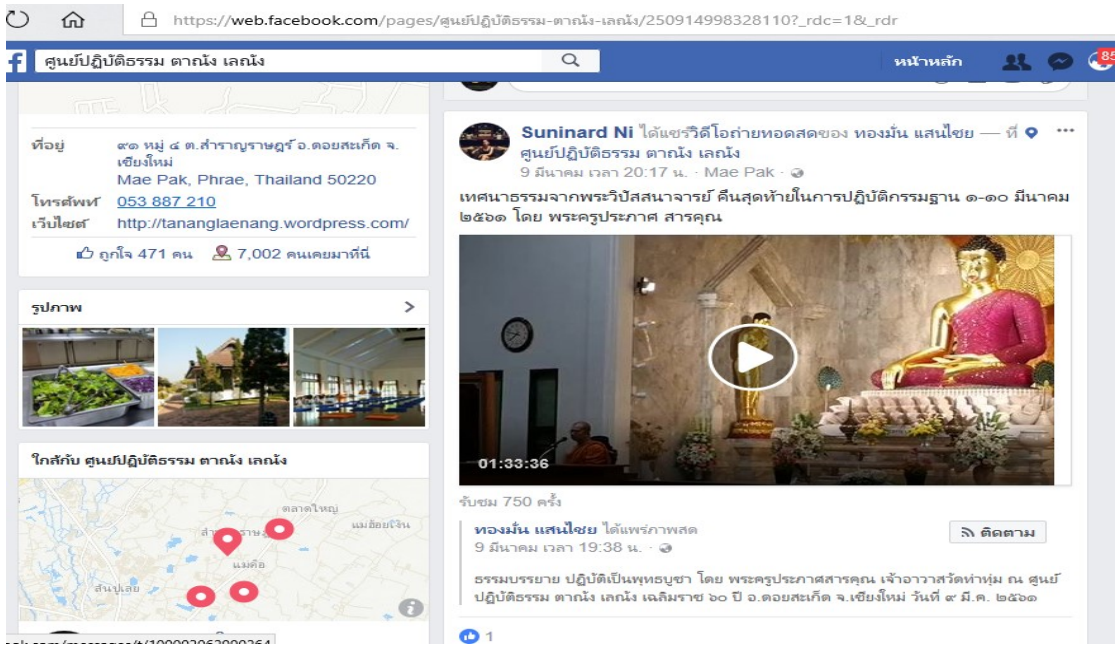 https://web.facebook.com/pages/ศูนย์ปฏิบัติธรรม-ตาณัง-เลณัง/250914998328110?_rdc=1&_rdr
ศูนย์ปฏิบัติธรรม ตาณัง เลณัง
หน้าหลัก
85
ที่อยู่
๙๑ หมู่ ๔ ต.สำราญราษฎร์ อ.ดอยสะเก็ด จ.
เชียงใหม่
Mae Pak, Phrae, Thailand 50220
โทรศัพท์ 053 887 210
เว็บไซต์ http://tananglaenang.wordpress.com/
ถูกใจ 471 คน 7,002 คนเคยมาที่นี่
รูปภาพ
ใกล้กับ ศูนย์ปฏิบัติธรรม ตาณัง เลณัง
ตลาดใหญ่
แม่ฮ้อยเงิน
แม่คือ
สันปูเลย
Suninard Ni ได้แชร์วิดีโอถ่ายทอดสดของ ทองมั่น แสนไชย — ที่
ศูนย์ปฏิบัติธรรม ตาณัง เลณัง
9 มีนาคม เวลา 20:17 น. · Mae Pak ·
เทศนาธรรมจากพระวิปัสสนาจารย์ คืนสุดท้ายในการปฏิบัติกรรมฐาน ๑-๑๐ มีนาคม
๒๕๖๑ โดย พระครูประกาศ สารคุณ
01:33:36
รับชม 750 ครั้ง
ทองมั่น แสนไชย ได้แพร่ภาพสด
ติดตาม
9 มีนาคม เวลา 19:38 น. ·
ธรรมบรรยาย ปฏิบัติเป็นพุทธบูชา โดย พระครูประกาศสารคุณ เจ้าอาวาสวัดท่าทุ่ม ณ ศูนย์
ปฏิบัติธรรม ตาณัง เลณัง เฉลิมราช ๖๐ ปี อ.ดอยสะเก็ด จ.เชียงใหม่ วันที่ ๙ มี.ค. ๒๕๖๑
1